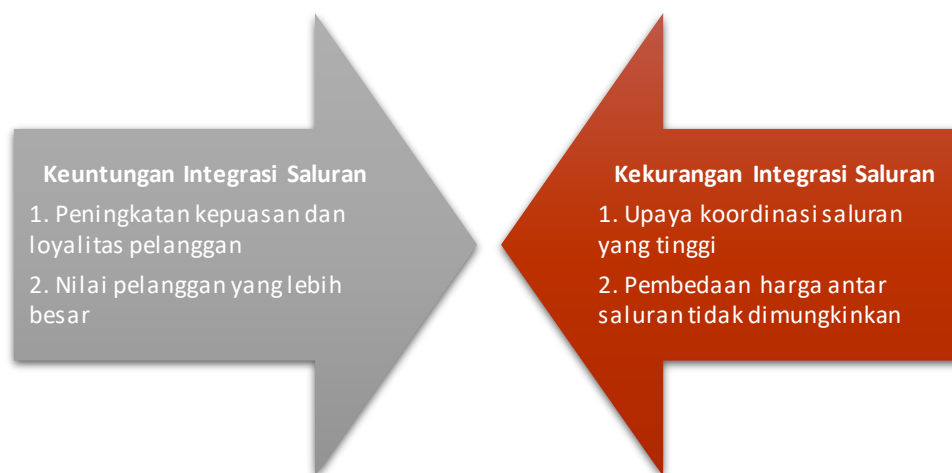 Keuntungan Integrasi Saluran
1. Peningkatan kepuasan dan
loyalitas pelanggan
2. Nilai pelanggan yang lebih
besar
Kekurangan Integrasi Saluran
1. Upaya koordinasi saluran
yang tinggi
2. Pembedaan harga antar
saluran tidak dimungkinkan